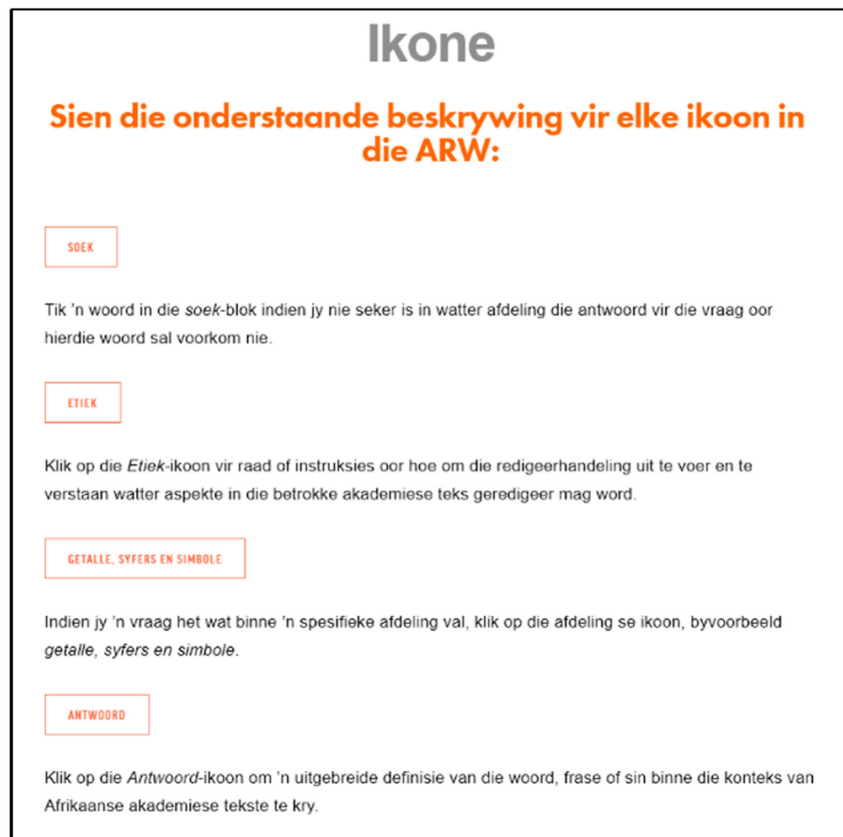 Ikone
Sien die onderstaande beskrywing vir elke ikoon in
die ARW:
SOEK
Tik ’n woord in die soek-blok indien jy nie seker is in watter afdeling die antwoord vir die vraag oor
hierdie woord sal voorkom nie.
ETIEK
Klik op die Etiek-ikoon vir raad of instruksies oor hoe om die redigeerhandeling uit te voer en te
verstaan watter aspekte in die betrokke akademiese teks geredigeer mag word.
GETALLE, SYFERS EN SIMBOLE
Indien jy ’n vraag het wat binne ’n spesifieke afdeling val, klik op die afdeling se ikoon, byvoorbeeld
getalle, syfers en simbole.
ANTWOORD
Klik op die Antwoord-ikoon om ’n uitgebreide definisie van die woord, frase of sin binne die konteks van
Afrikaanse akademiese tekste te kry.